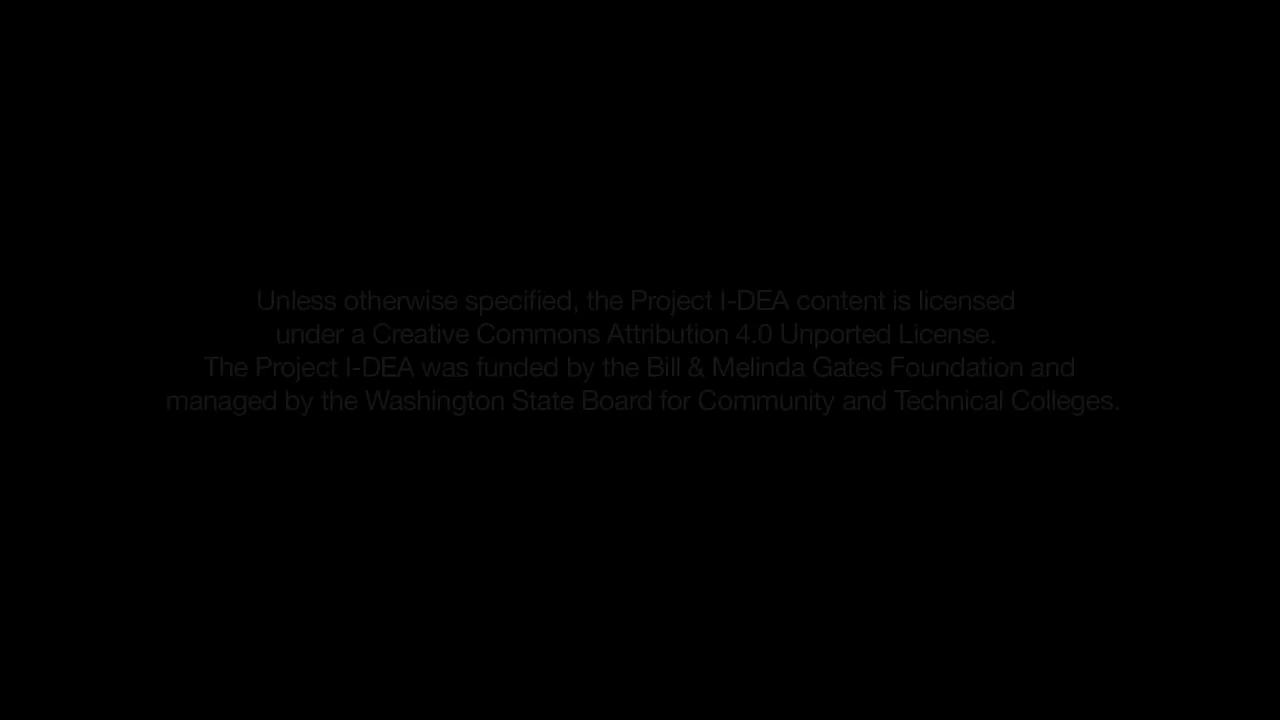 Unless otherwise specified, the Project I-DEA content is licensed
under a Creative Commons Attribution 4.0 Unported License.
The Project I-DEA was funded by the Bill & Melinda Gates Foundation and
managed by the Washington State Board for Community and Technical Colleges.